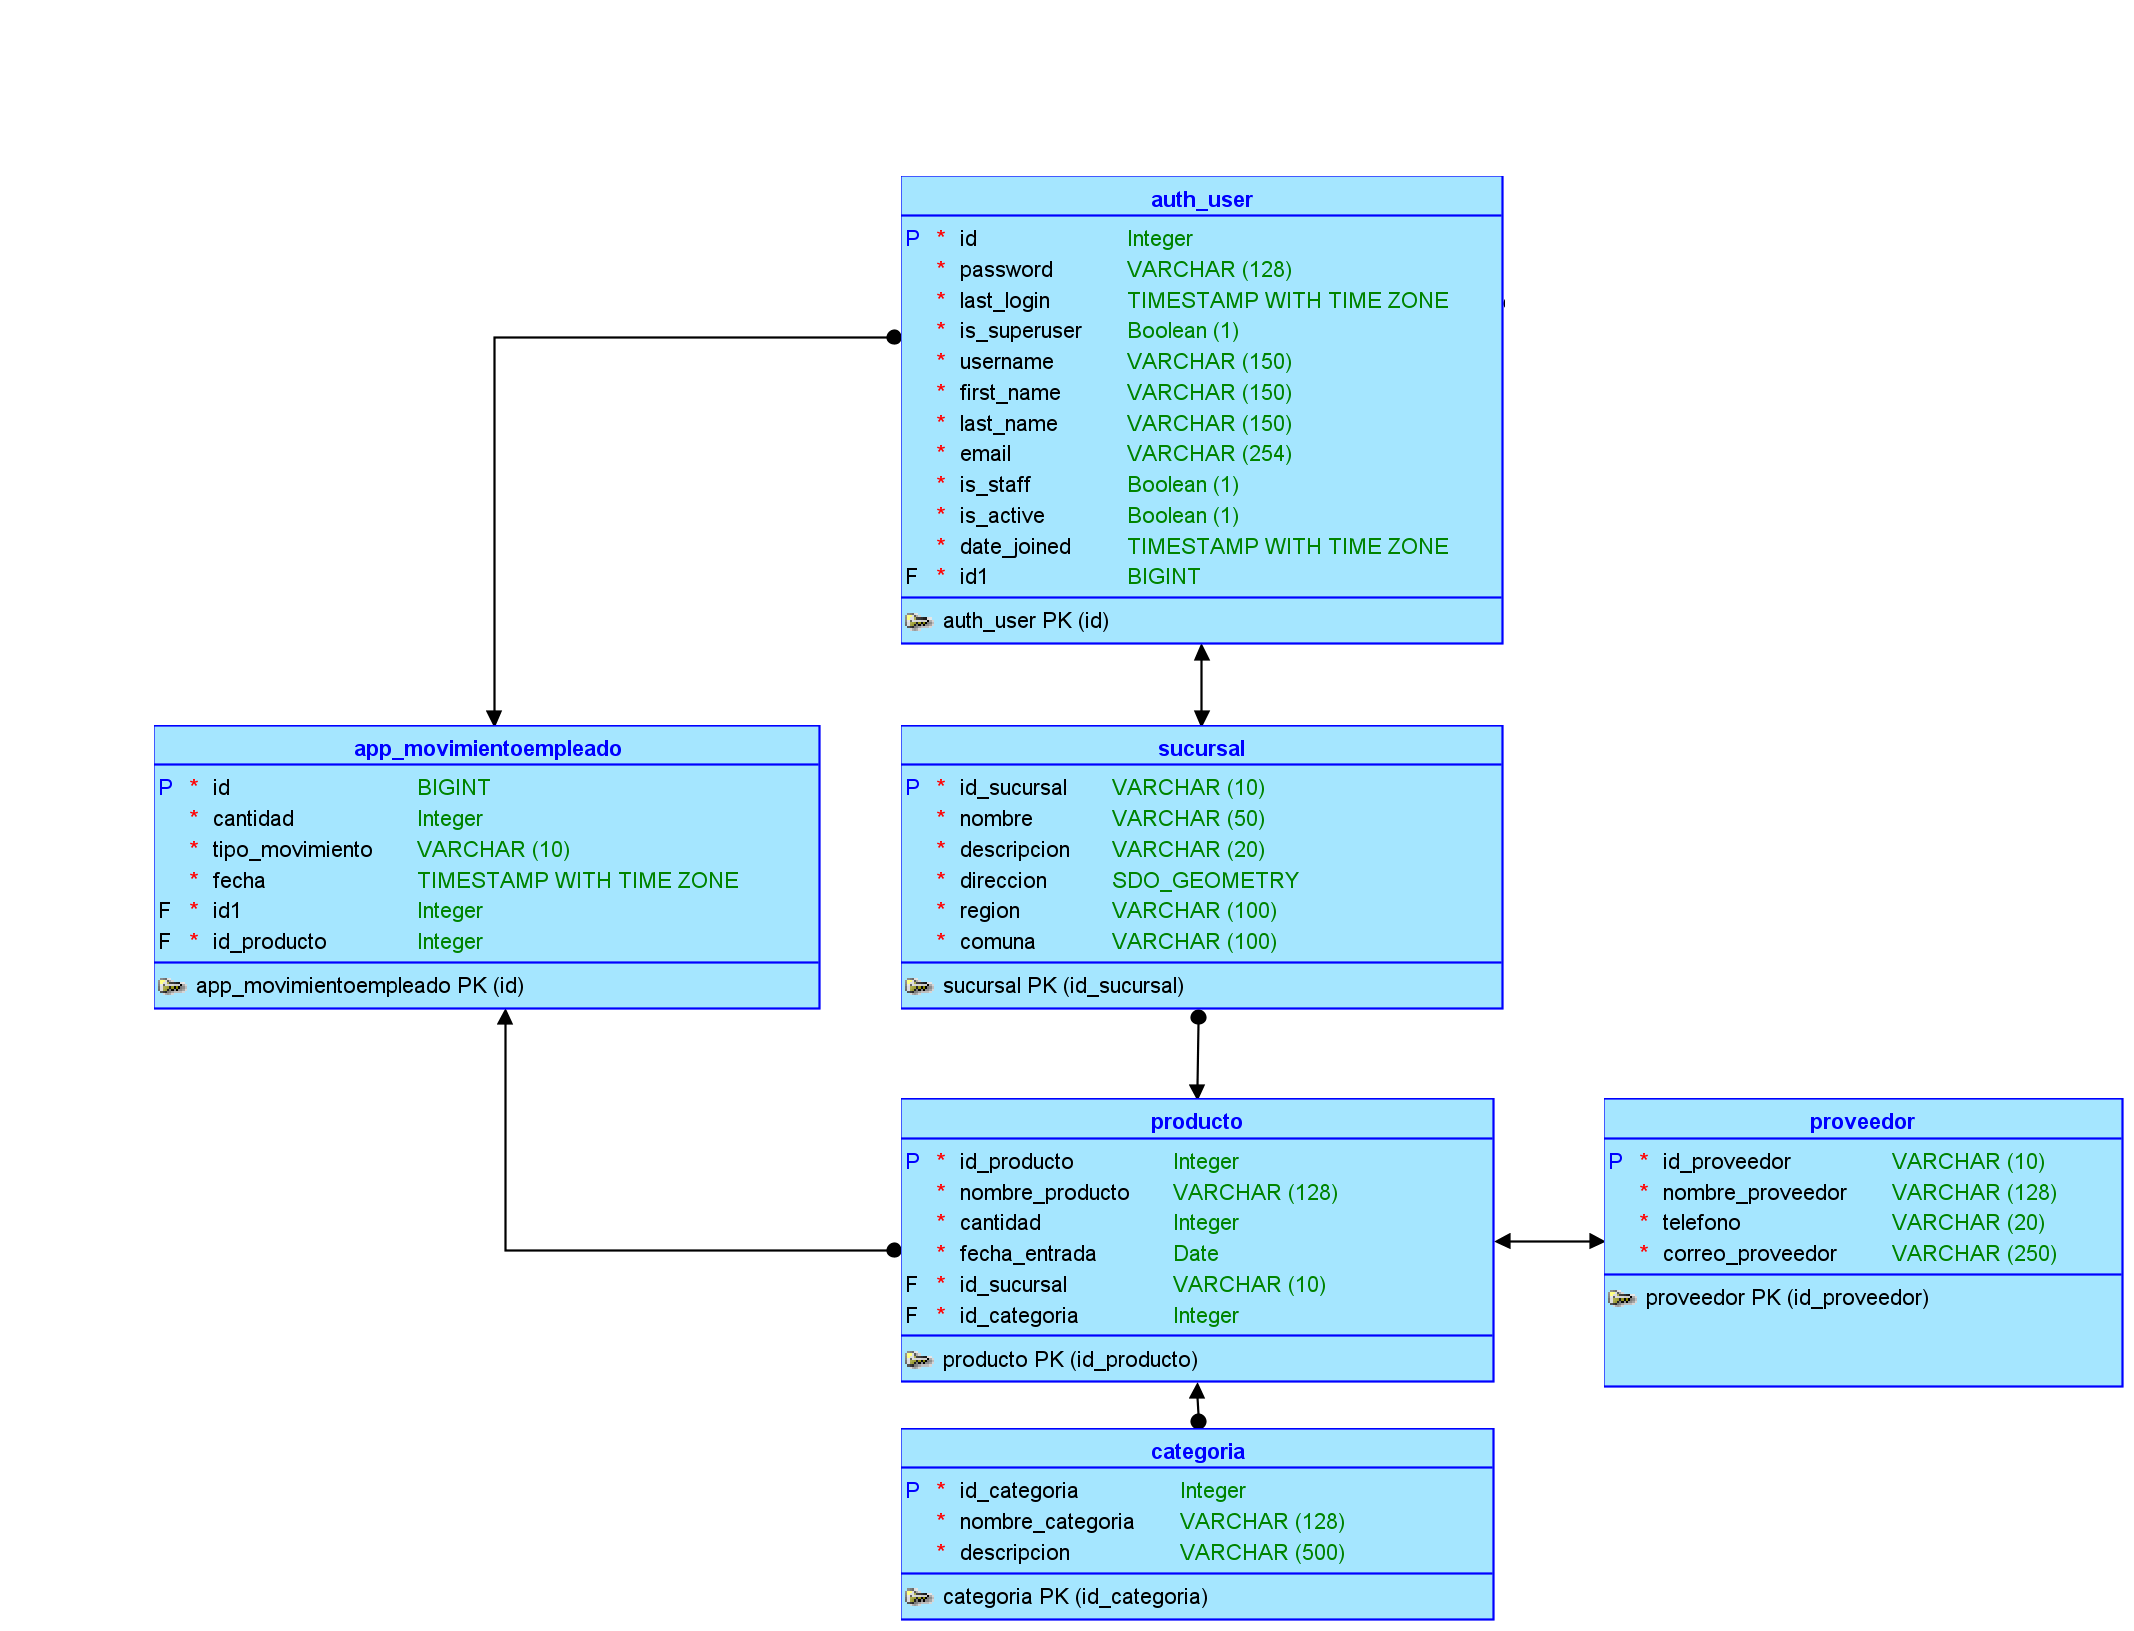 auth_user
P * id Integer
* password VARCHAR (128)
* last_login TIMESTAMP WITH TIME ZONE
* is_superuser Boolean (1)
* username VARCHAR (150)
* first_name VARCHAR (150)
* last_name VARCHAR (150)
* email VARCHAR (254)
* is_staff Boolean (1)
* is_active Boolean (1)
* date_joined TIMESTAMP WITH TIME ZONE
F * id1 BIGINT
auth_user PK (id)
app_movimientoempleado
P * id BIGINT
* cantidad Integer
* tipo_movimiento VARCHAR (10)
* fecha TIMESTAMP WITH TIME ZONE
F * id1 Integer
F * id_producto Integer
app_movimientoempleado PK (id)
sucursal
P * id_sucursal VARCHAR (10)
* nombre VARCHAR (50)
* descripcion VARCHAR (20)
* direccion SDO_GEOMETRY
* region VARCHAR (100)
* comuna VARCHAR (100)
sucursal PK (id_sucursal)
producto
P * id_producto Integer
* nombre_producto VARCHAR (128)
* cantidad Integer
* fecha_entrada Date
F * id_sucursal VARCHAR (10)
F * id_categoria Integer
producto PK (id_producto)
proveedor
P * id_proveedor VARCHAR (10)
* nombre_proveedor VARCHAR (128)
* telefono VARCHAR (20)
* correo_proveedor VARCHAR (250)
proveedor PK (id_proveedor)
categoria
P * id_categoria Integer
* nombre_categoria VARCHAR (128)
* descripcion VARCHAR (500)
categoria PK (id_categoria)